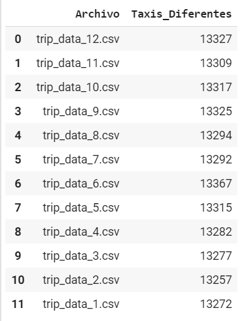 Archivo Taxis_Diferentes
0 trip_data_12.csv 13327
1 trip_data_11.csv 13309
2 trip_data_10.csv 13317
3 trip_data_9.csv 13325
4 trip_data_8.csv 13294
5 trip_data_7.csv 13292
6 trip_data_6.csv 13367
7 trip_data_5.csv 13315
8 trip_data_4.csv 13282
9 trip_data_3.csv 13277
10 trip_data_2.csv 13257
11 trip_data_1.csv 13272